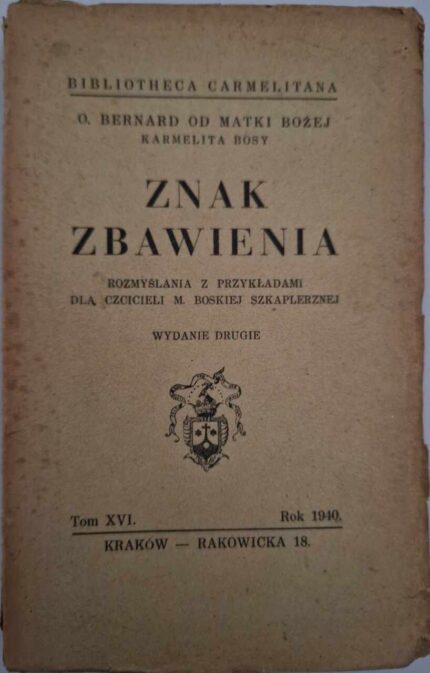 BIBLIOTHECA CARMELITANA
O. BERNARD OD MATKI BOŻEJ
KARMELITA BOSY
ZNAK
ZBAWIENIA
ROZMYŚLANIA Z PRZYKŁADAMI
DLA CZCICIELI M. BOSKIEJ SZKAPLERZNEJ
WYDANIE DRUGIE
Tom XVI. Rok 1940.
KRAKÓW — RAKOWICKA 18.